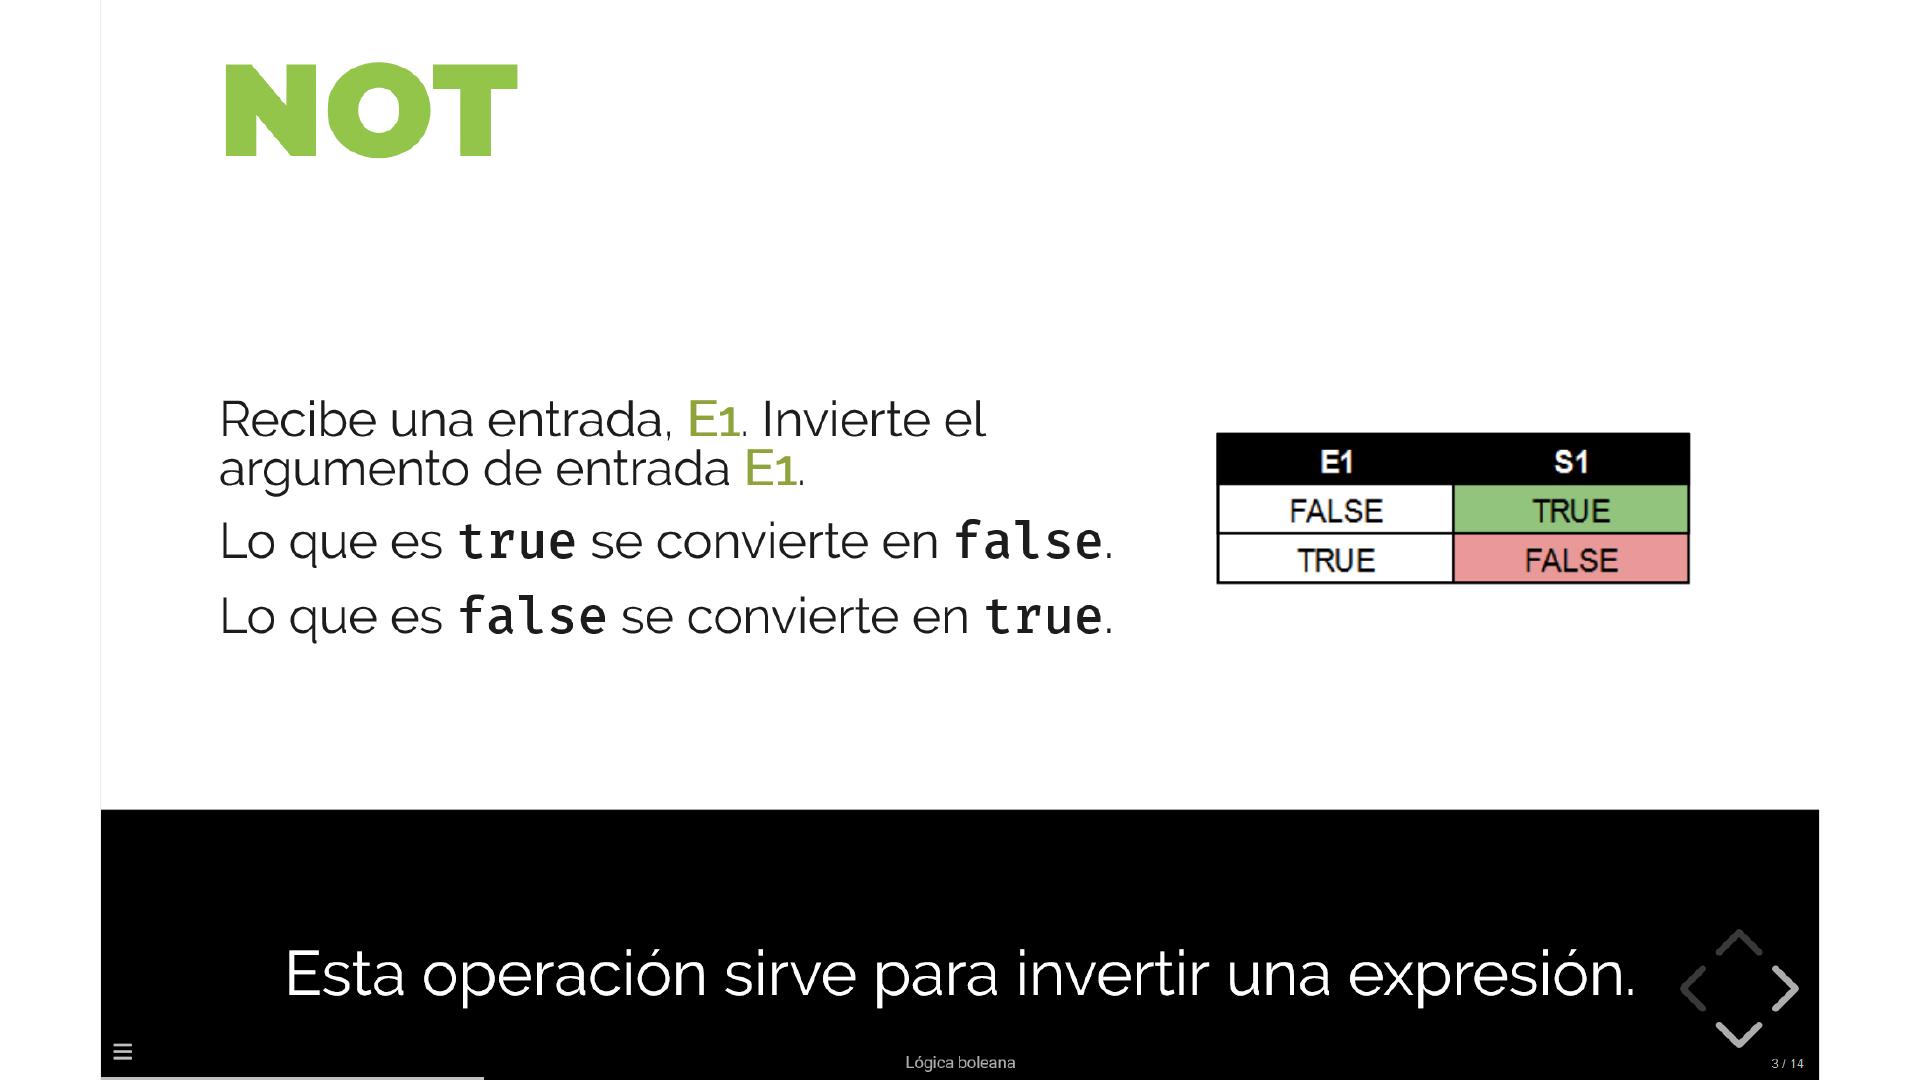 NOT
Recibe una entrada, E1. Invierte el
argumento de entrada E1.
Lo que es true se convierte en false.
Lo que es false se convierte en true.
E1 S1
FALSE TRUE
TRUE FALSE
Esta operación sirve para invertir una expresión.
Lógica boleana
3 / 14